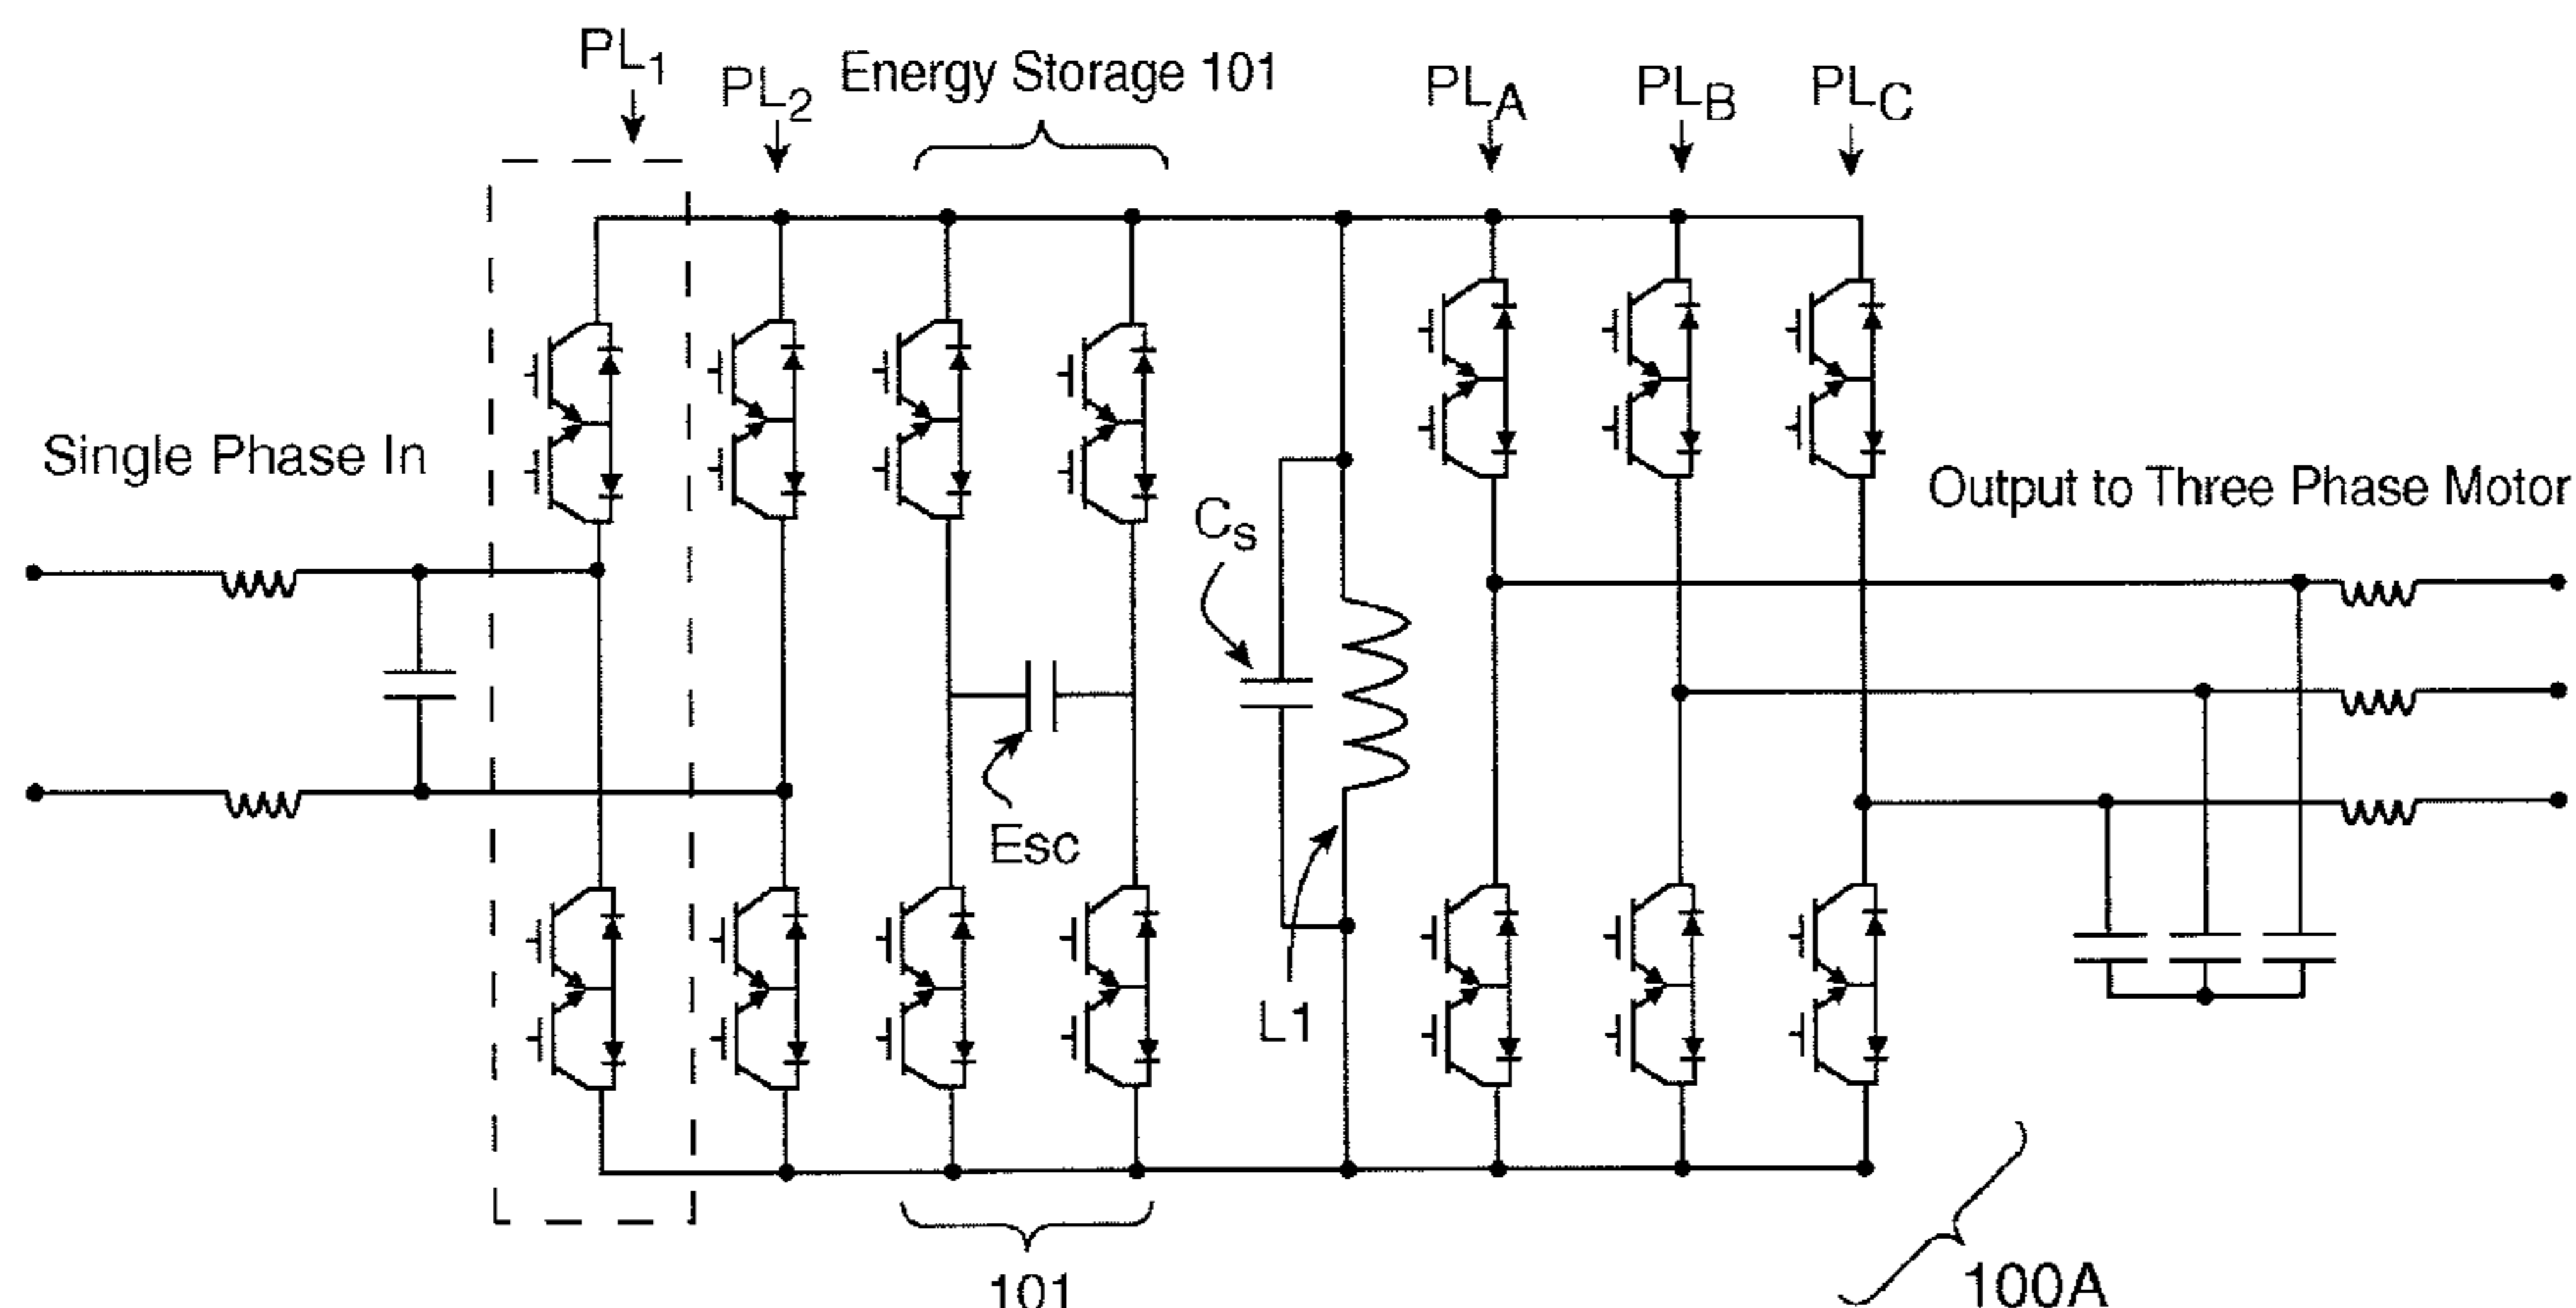 PL1
PL2
Energy Storage 101
PLA
PLB
PLC
Single Phase In
Output to Three Phase Motor
Cs
Esc
L1
101
100A